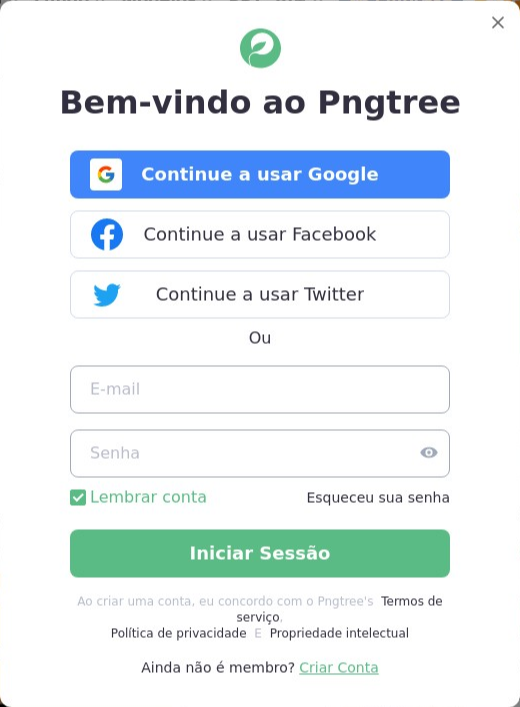 Bem-vindo ao Pngtree
Continue a usar Google
Continue a usar Facebook
Continue a usar Twitter
Ou
E-mail
Senha
Lembrar conta
Esqueceu sua senha
Iniciar Sessão
Ao criar uma conta, eu concordo com o Pngtree's Termos de
serviço,
Política de privacidade E Propriedade intelectual
Ainda não é membro? Criar Conta